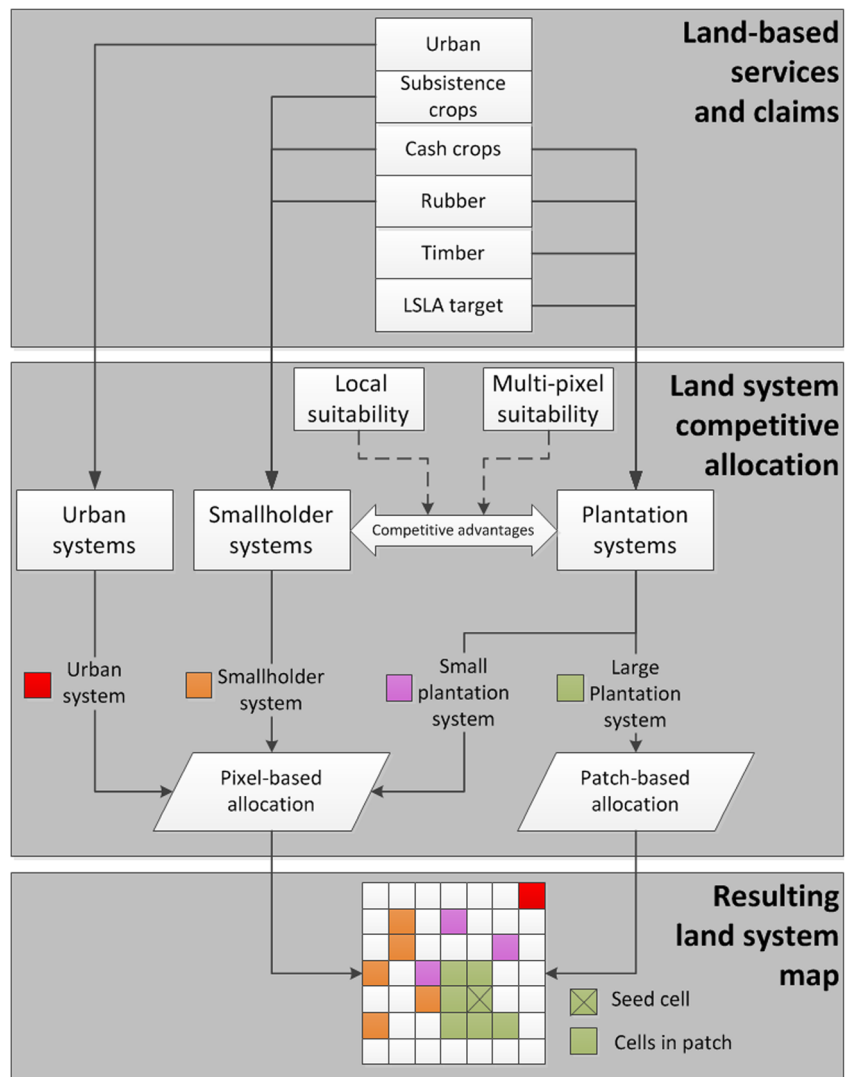 Land-based
services
and claims
Urban
Subsistence
crops
Cash crops
Rubber
Timber
LSLA target
Land system
competitive
allocation
Local
suitability
Multi-pixel
suitability
Urban
systems
Smallholder
systems
Competitive advantages
Plantation
systems
Urban
system
Smallholder
system
Small
plantation
system
Large
Plantation
system
Pixel-based
allocation
Patch-based
allocation
Resulting
land system
map
Seed cell
Cells in patch